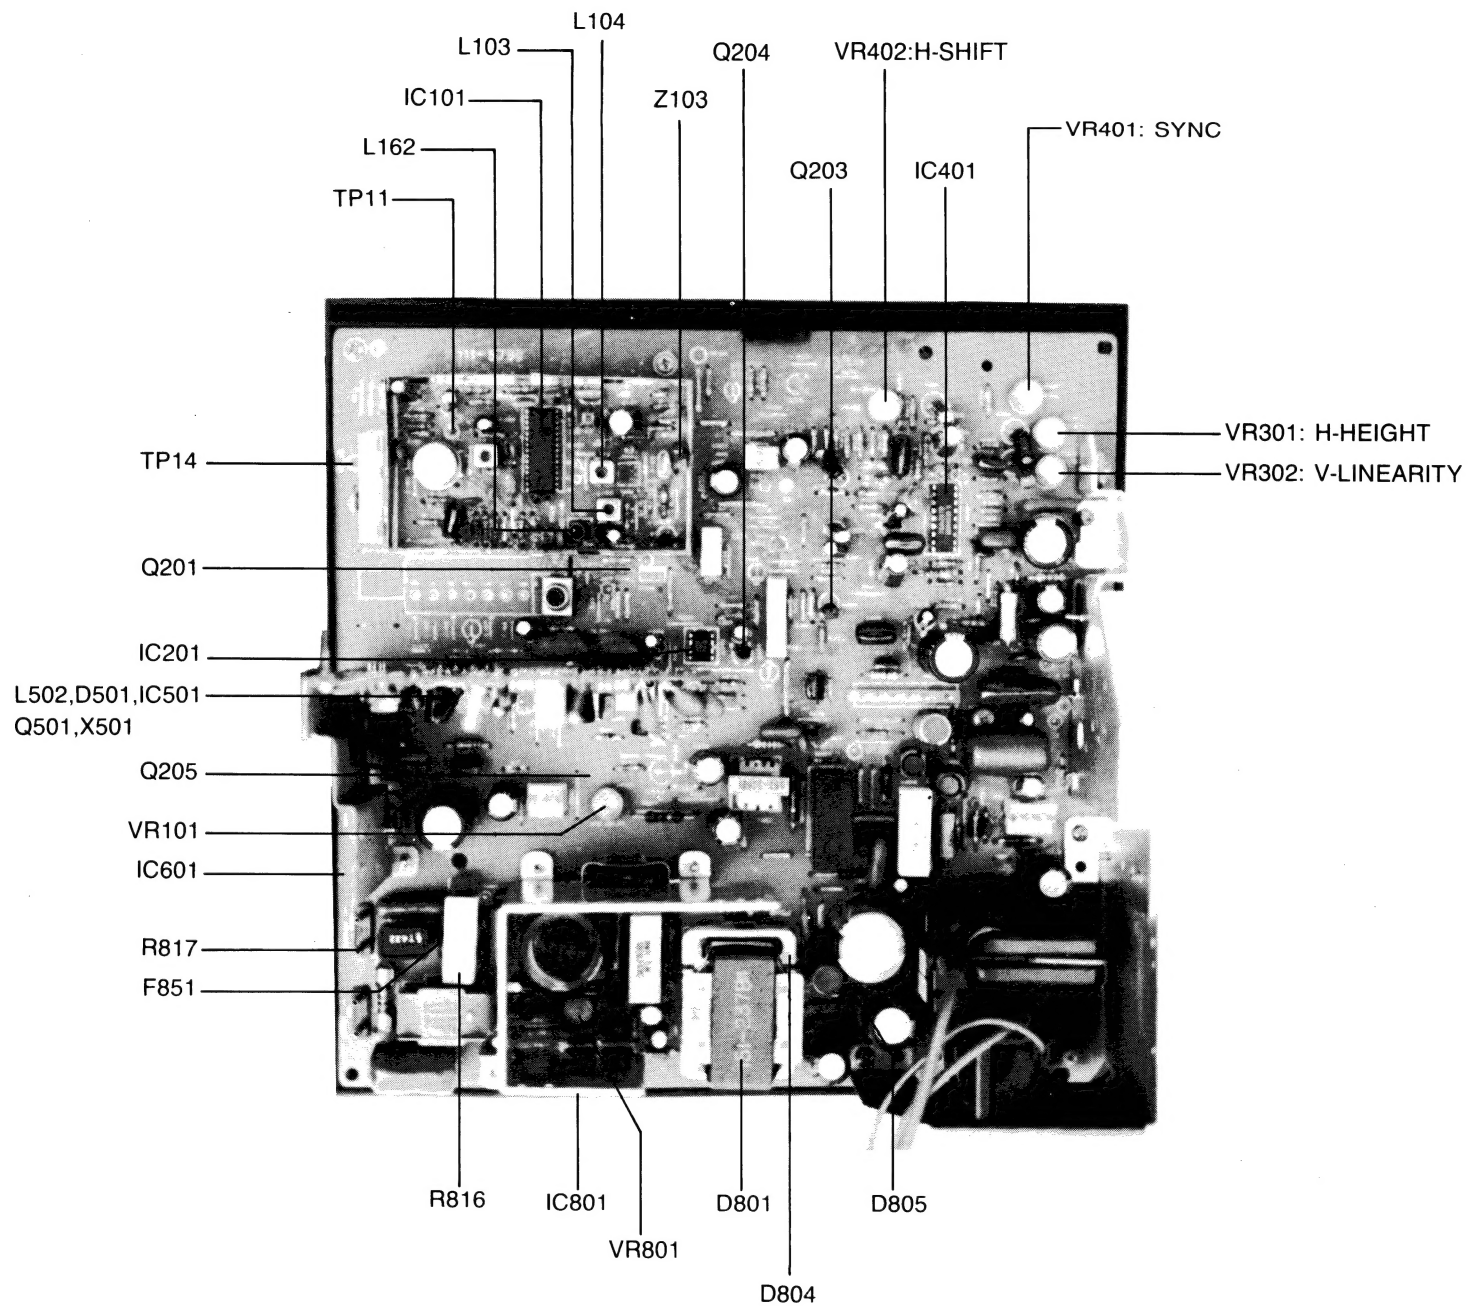 L104
L103
Q204
VR402:H-SHIFT
IC101
Z103
VR401: SYNC
L162
Q203
IC401
TP11
VR301: H-HEIGHT
TP14
VR302: V-LINEARITY
Q201
IC201
L502,D501,IC501
Q501,X501
Q205
VR101
IC601
R817
F851
R816
IC801
D801
D805
VR801
D804